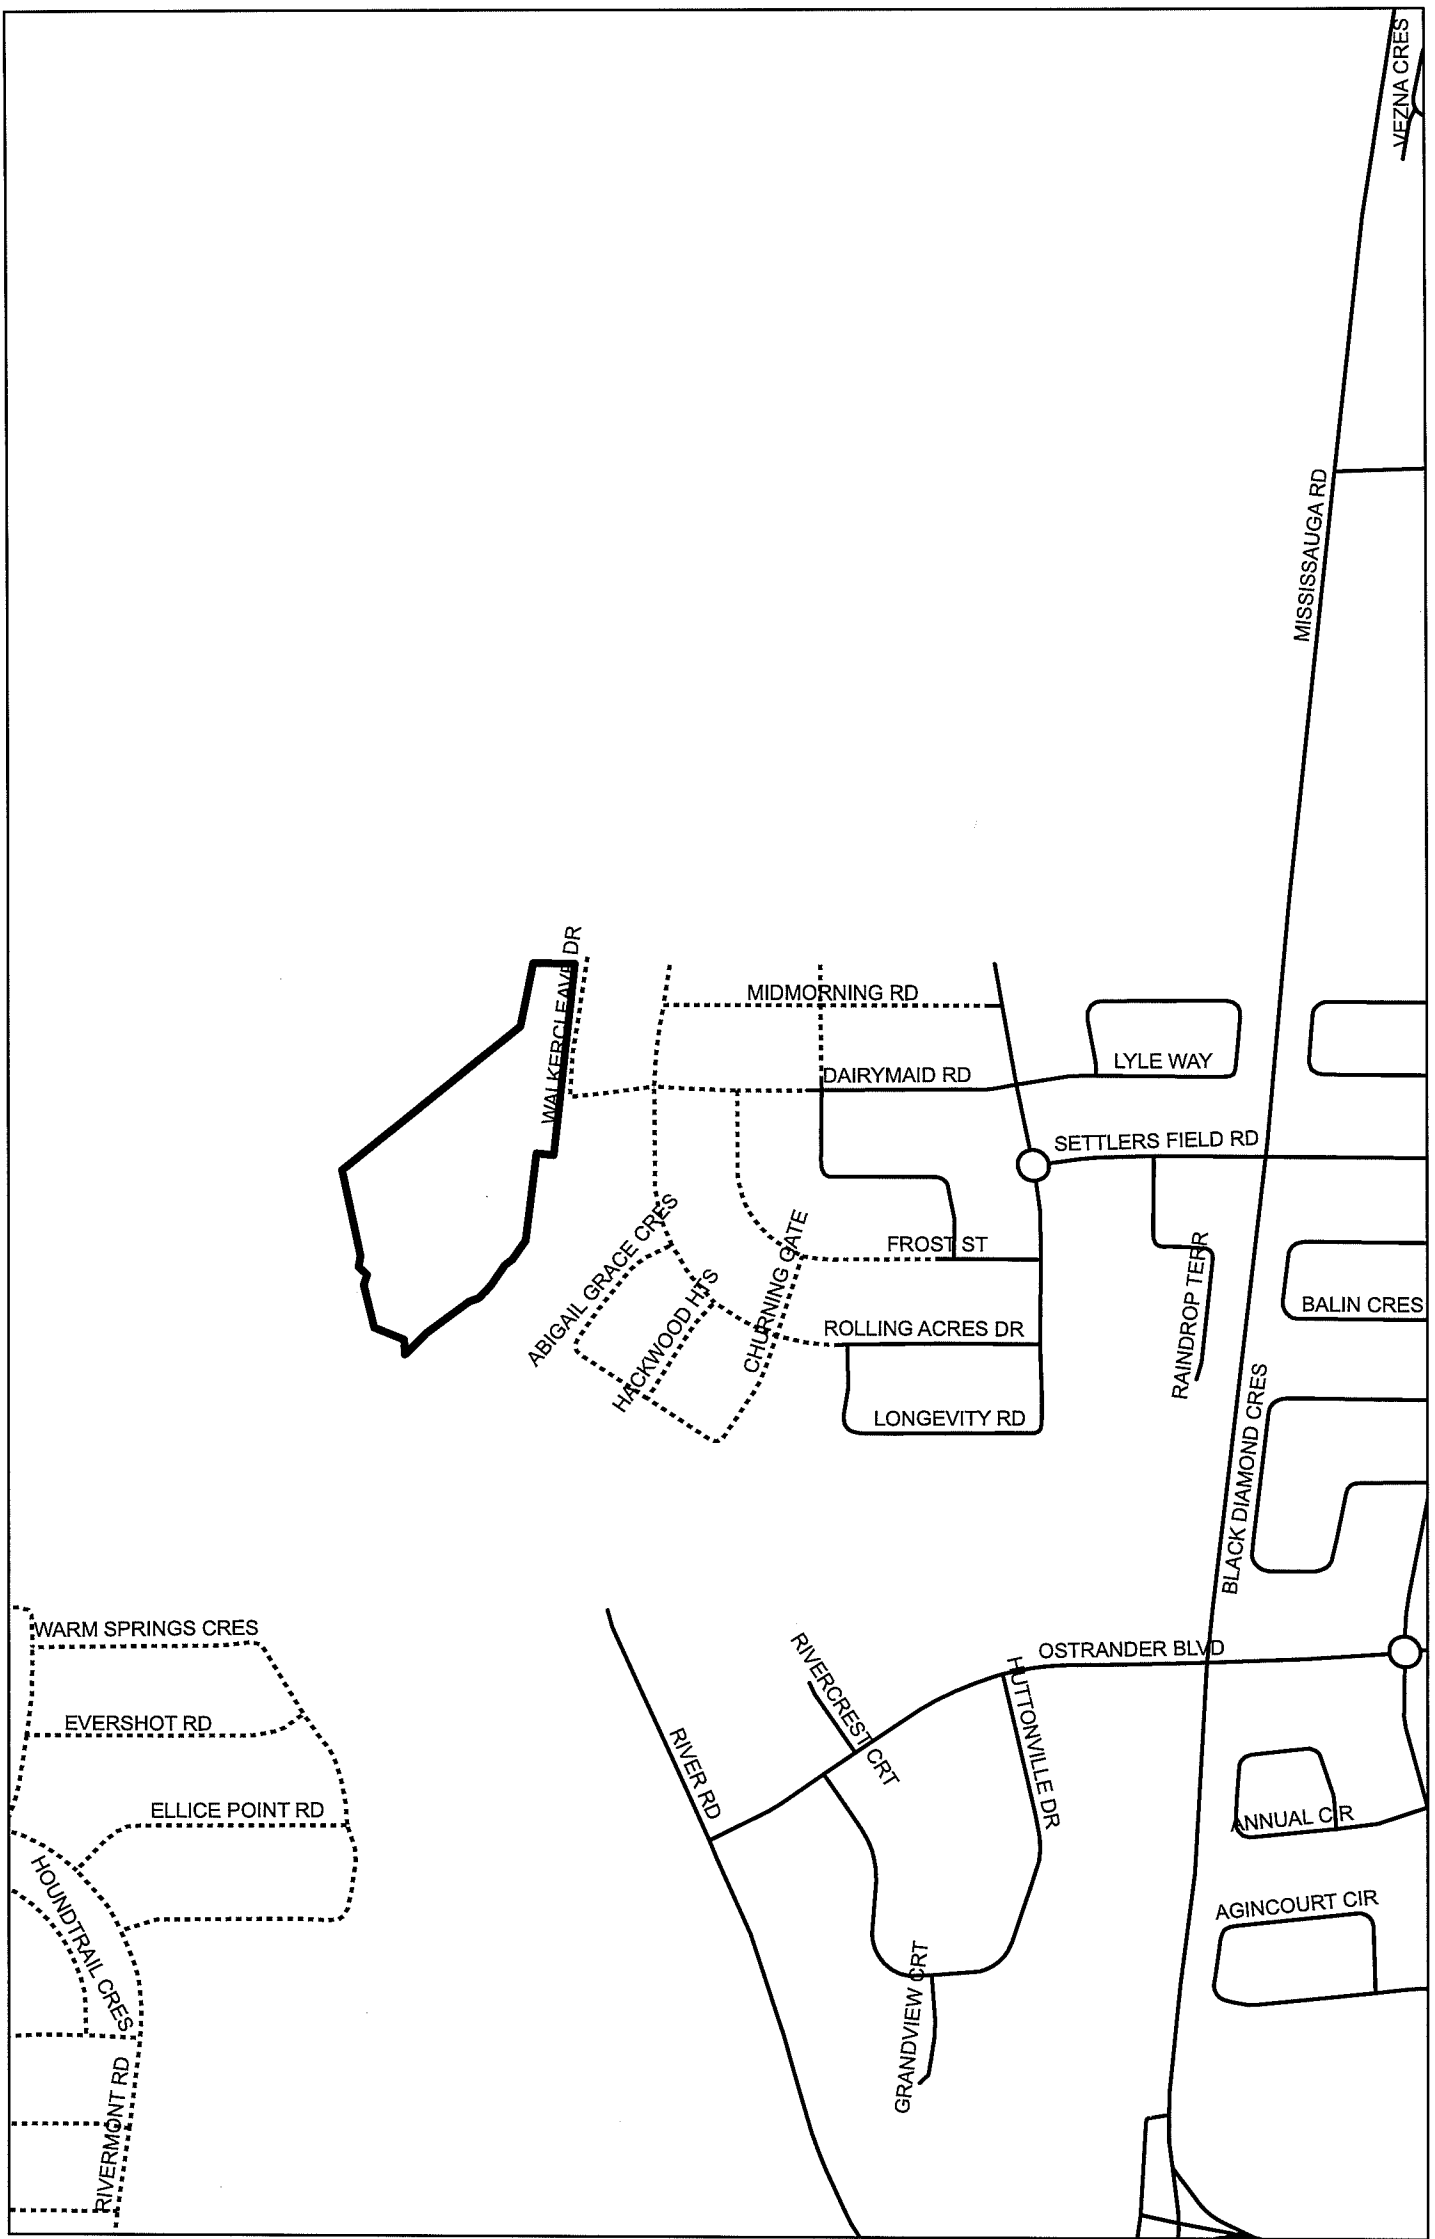 VEZNA CRES
MISSISSAUGA RD
WALKERCLEAVE DR
MIDMORNING RD
DAIRYMAID RD
LYLE WAY
SETTLERS FIELD RD
ABIGAIL GRACE CRES
HACKWOOD HTS
CHURNING GATE
FROST ST
ROLLING ACRES DR
LONGEVITY RD
RAINDROP TERR
BALIN CRES
BLACK DIAMOND CRES
WARM SPRINGS CRES
EVERSHOT RD
ELLICE POINT RD
HOUNDTRAIL CRES
RIVERMONT RD
RIVER RD
RIVERCREST CRT
HUTTONVILLE DR
OSTRANDER BLVD
GRANDVIEW CRT
ANNUAL CIR
AGINCOURT CIR